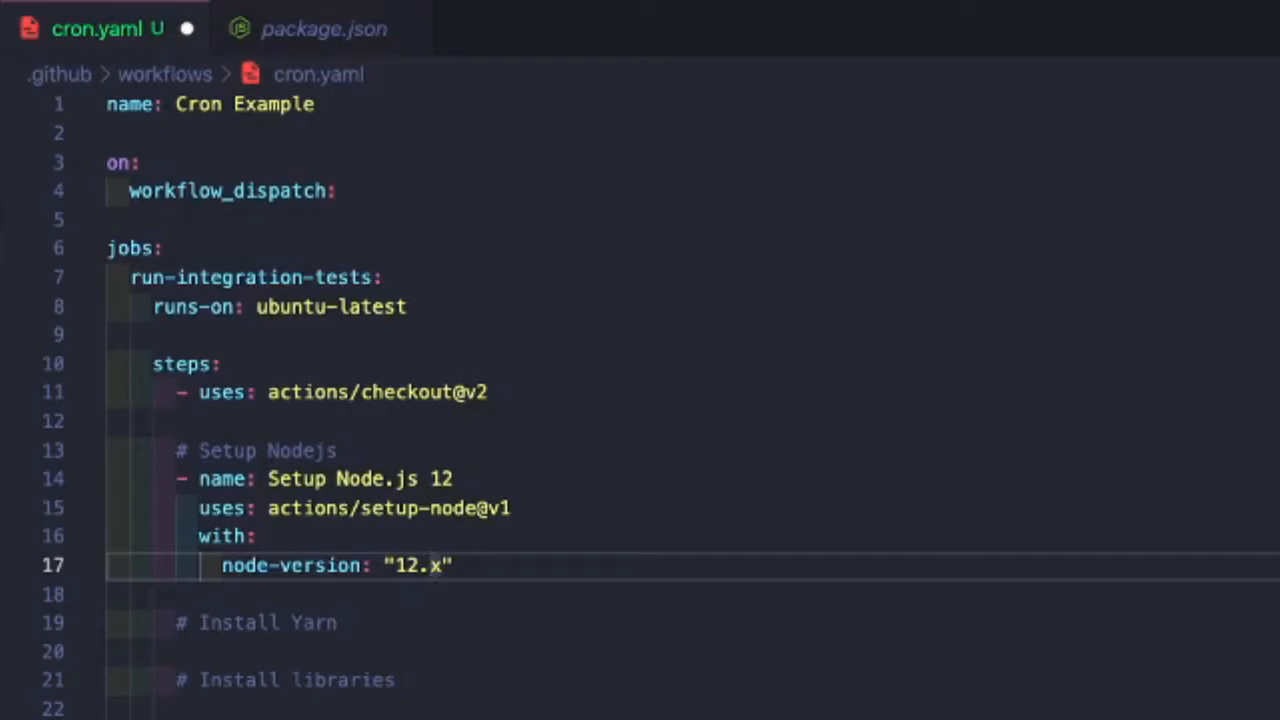 cron.yaml U package.json
.github > workflows > cron.yaml
1 name: Cron Example
2
3 on:
4 workflow_dispatch:
5
6 jobs:
7 run-integration-tests:
8 runs-on: ubuntu-latest
9
10 steps:
11 - uses: actions/checkout@v2
12
13 # Setup Nodejs
14 - name: Setup Node.js 12
15 uses: actions/setup-node@v1
16 with:
17 node-version: "12.x"
18
19 # Install Yarn
20
21 # Install libraries
22